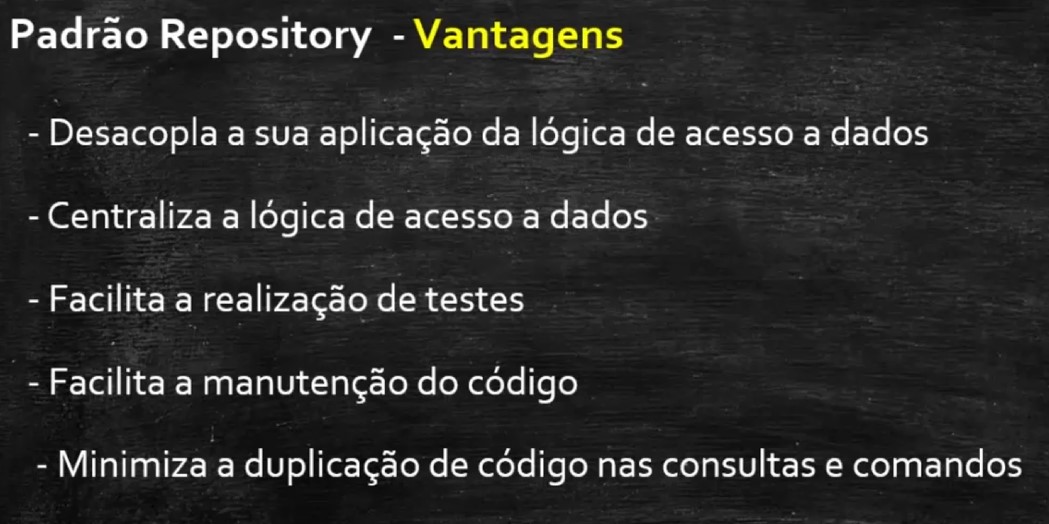 Padrão Repository - Vantagens
- Desacopla a sua aplicação da lógica de acesso a dados
- Centraliza a lógica de acesso a dados
- Facilita a realização de testes
- Facilita a manutenção do código
- Minimiza a duplicação de código nas consultas e comandos